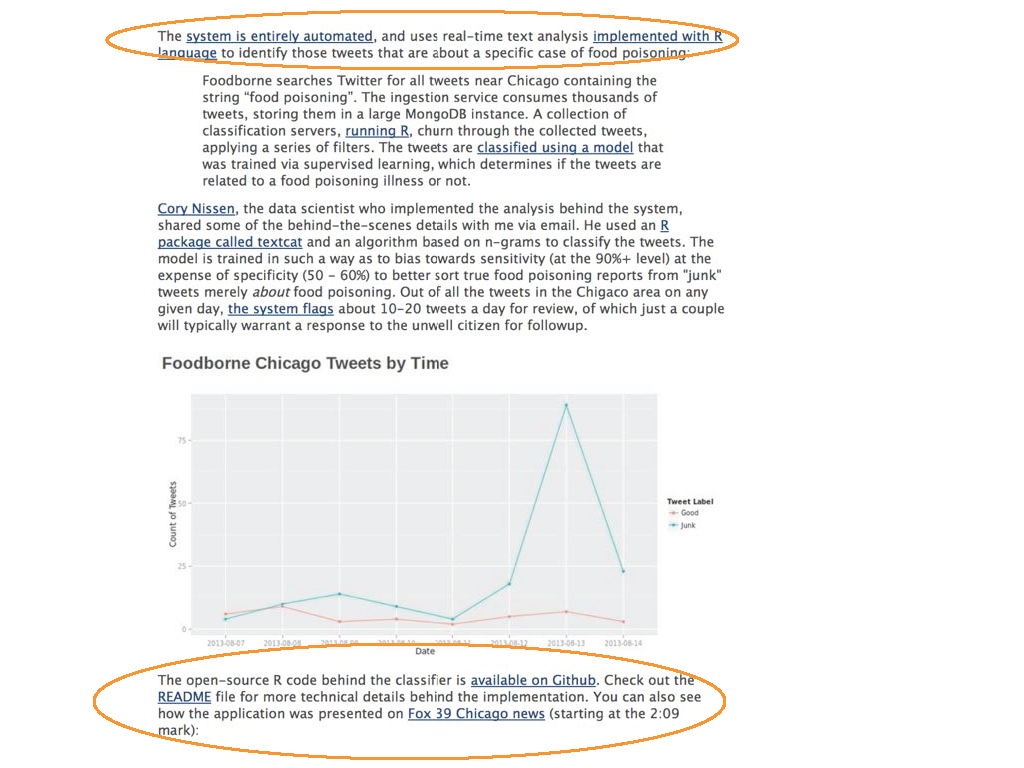 The system is entirely automated, and uses real-time text analysis implemented with R
language to identify those tweets that are about a specific case of food poisoning:
Foodborne searches Twitter for all tweets near Chicago containing the
string “food poisoning”. The ingestion service consumes thousands of
tweets, storing them in a large MongoDB instance. A collection of
classification servers, running R, churn through the collected tweets,
applying a series of filters. The tweets are classified using a model that
was trained via supervised learning, which determines if the tweets are
related to a food poisoning illness or not.
Cory Nissen, the data scientist who implemented the analysis behind the system,
shared some of the behind-the-scenes details with me via email. He used an R
package called textcat and an algorithm based on n-grams to classify the tweets. The
model is trained in such a way as to bias towards sensitivity (at the 90%+ level) at the
expense of specificity (50 - 60%) to better sort true food poisoning reports from "junk"
tweets merely about food poisoning. Out of all the tweets in the Chigaco area on any
given day, the system flags about 10-20 tweets a day for review, of which just a couple
will typically warrant a response to the unwell citizen for followup.
Foodborne Chicago Tweets by Time
75
50
25
0
Count of Tweets
2013-08-07 2013-08-08 2013-08-09 2013-08-10 2013-08-11 2013-08-12 2013-08-13 2013-08-14
Date
Tweet Label
Good
Junk
The open-source R code behind the classifier is available on Github. Check out the
README file for more technical details behind the implementation. You can also see
how the application was presented on Fox 39 Chicago news (starting at the 2:09
mark):